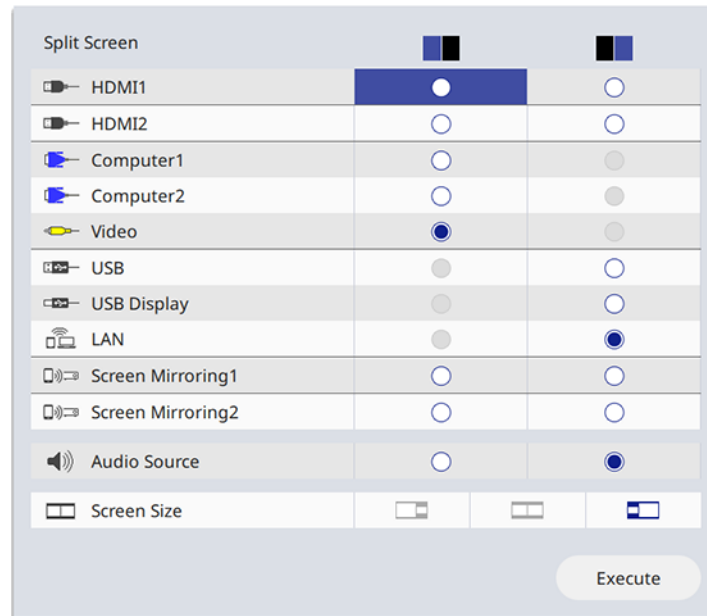 Split Screen
HDMI1
HDMI2
Computer1
Computer2
Video
USB
USB Display
LAN
Screen Mirroring1
Screen Mirroring2
Audio Source
Screen Size
Execute